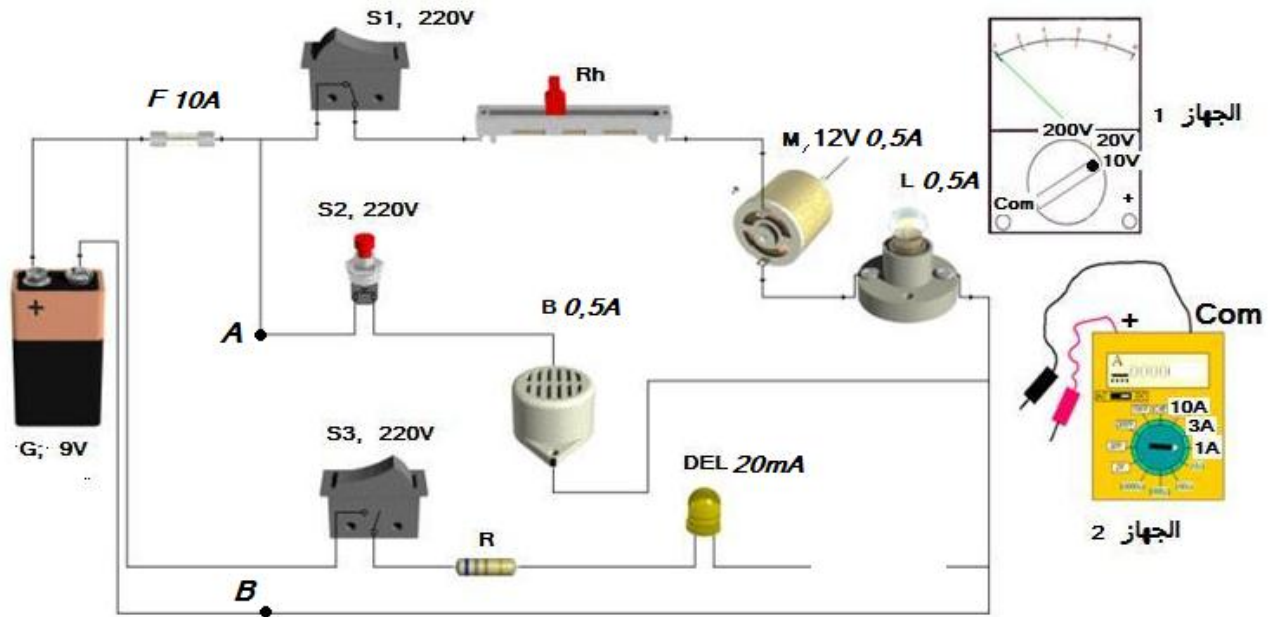 S1, 220V
F 10A
Rh
M, 12V 0,5A
L 0,5A
200V
20V
10V
Com
+
الجهاز 1
S2, 220V
A
B 0,5A
+
G; 9V
S3, 220V
DEL 20mA
R
B
+
Com
A
0000
10A
3A
1A
الجهاز 2